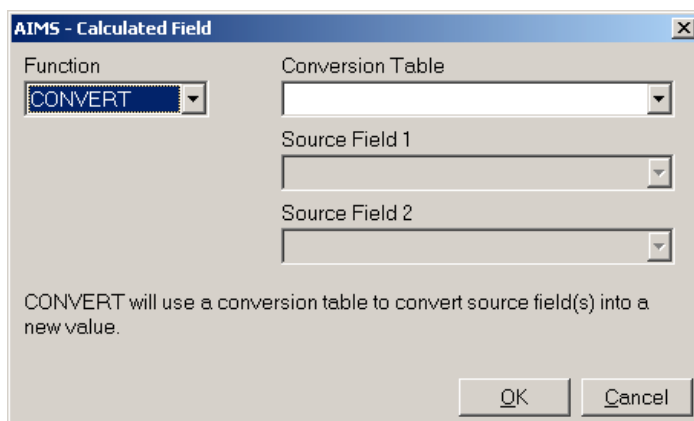 AIMS - Calculated Field
Function
Conversion Table
CONVERT
Source Field 1
Source Field 2
CONVERT will use a conversion table to convert source field(s) into a
new value.
OK
Cancel